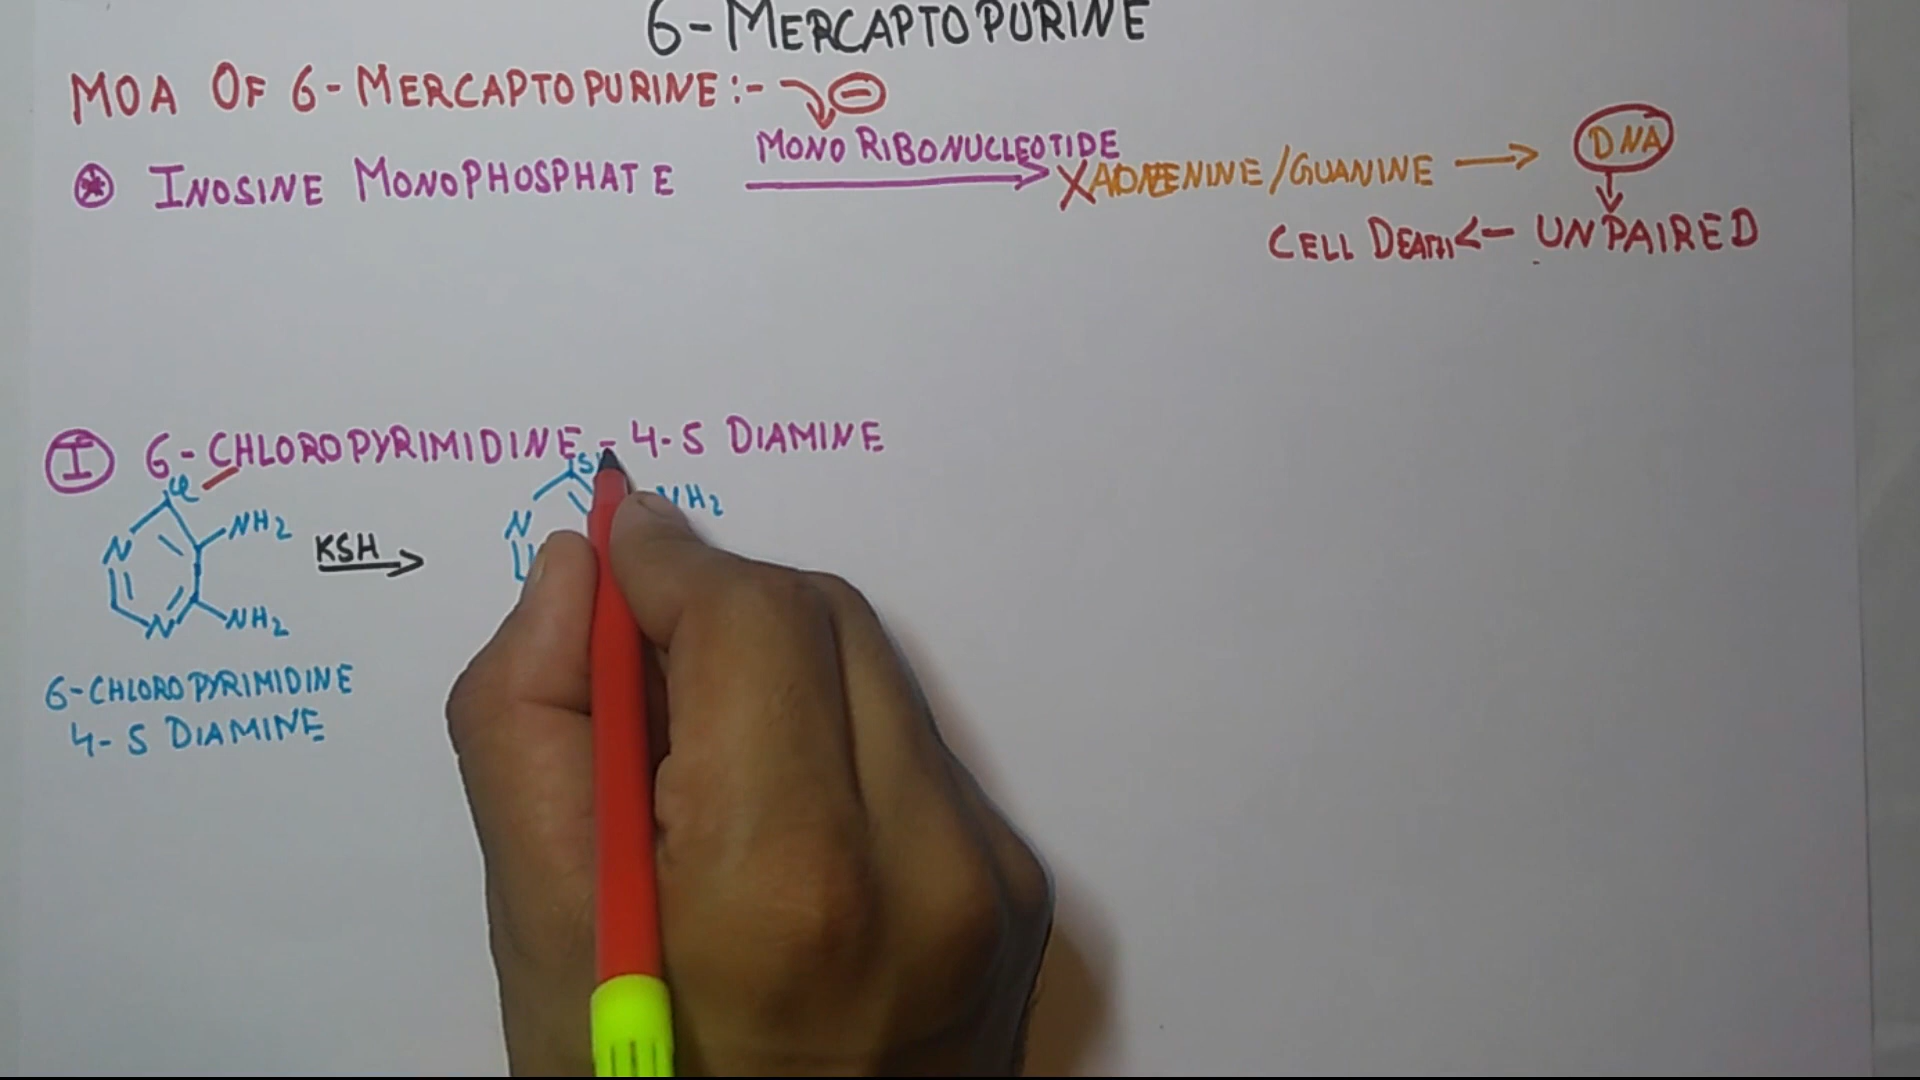 6-MERCAPTOPURINE
MOA OF 6-MERCAPTOPURINE:-
MONO RIBONUCLEOTIDE
INOSINE MONOPHOSPHATE
/GUANINE
DNA
CELL DEATH
UNPAIRED
I 6-CHLOROPYRIMIDINE-4-5 DIAMINE
Cl
N
NH2
N
NH2
KSH
S
N
NH2
6-CHLOROPYRIMIDINE
4-5 DIAMINE